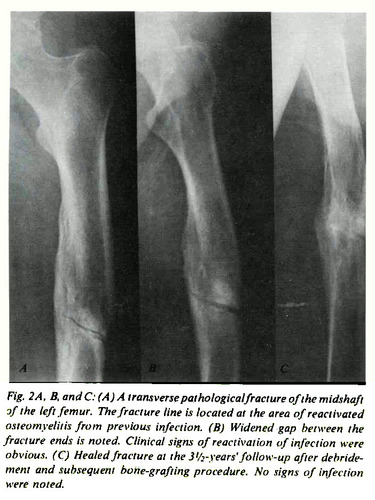 A B C
Fig. 2A, B, and C: (A) A transverse pathological fracture of the midshaft
of the left femur. The fracture line is located at the area of reactivated
osteomyelitis from previous infection. (B) Widened gap between the
fracture ends is noted. Clinical signs of reactivation of infection were
obvious. (C) Healed fracture at the 3½-years' follow-up after debride-
ment and subsequent bone-grafting procedure. No signs of infection
were noted.